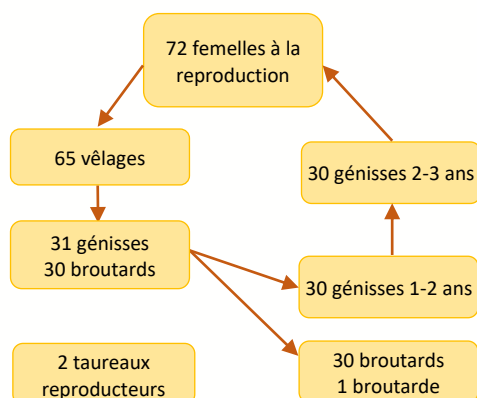 72 femelles à la
reproduction
65 vêlages
30 génisses 2-3 ans
31 génisses
30 broutards
30 génisses 1-2 ans
2 taureaux
reproducteurs
30 broutards
1 broutarde